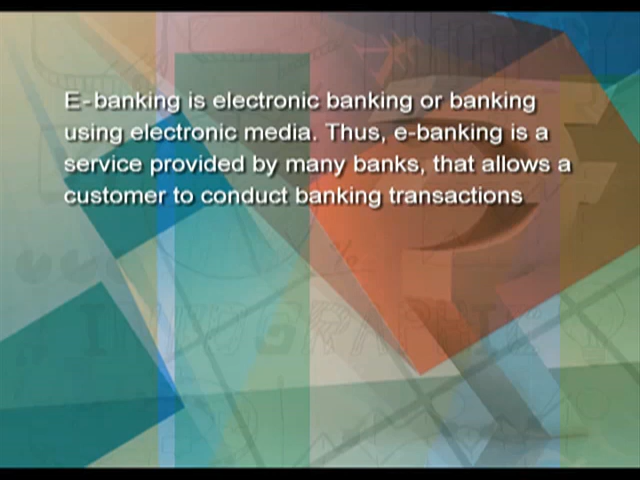 E-banking is electronic banking or banking
using electronic media. Thus, e-banking is a
service provided by many banks, that allows a
customer to conduct banking transactions
INFOGRAPHIX